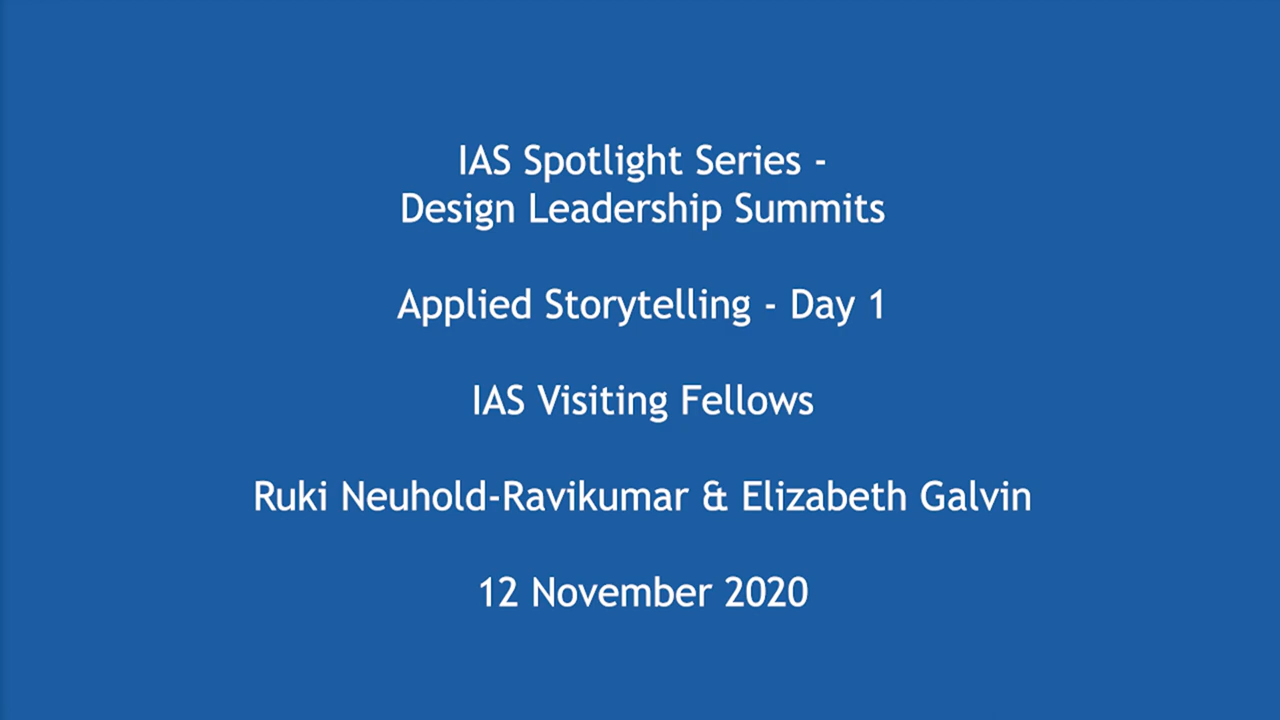 IAS Spotlight Series -
Design Leadership Summits
Applied Storytelling - Day 1
IAS Visiting Fellows
Ruki Neuhold-Ravikumar & Elizabeth Galvin
12 November 2020